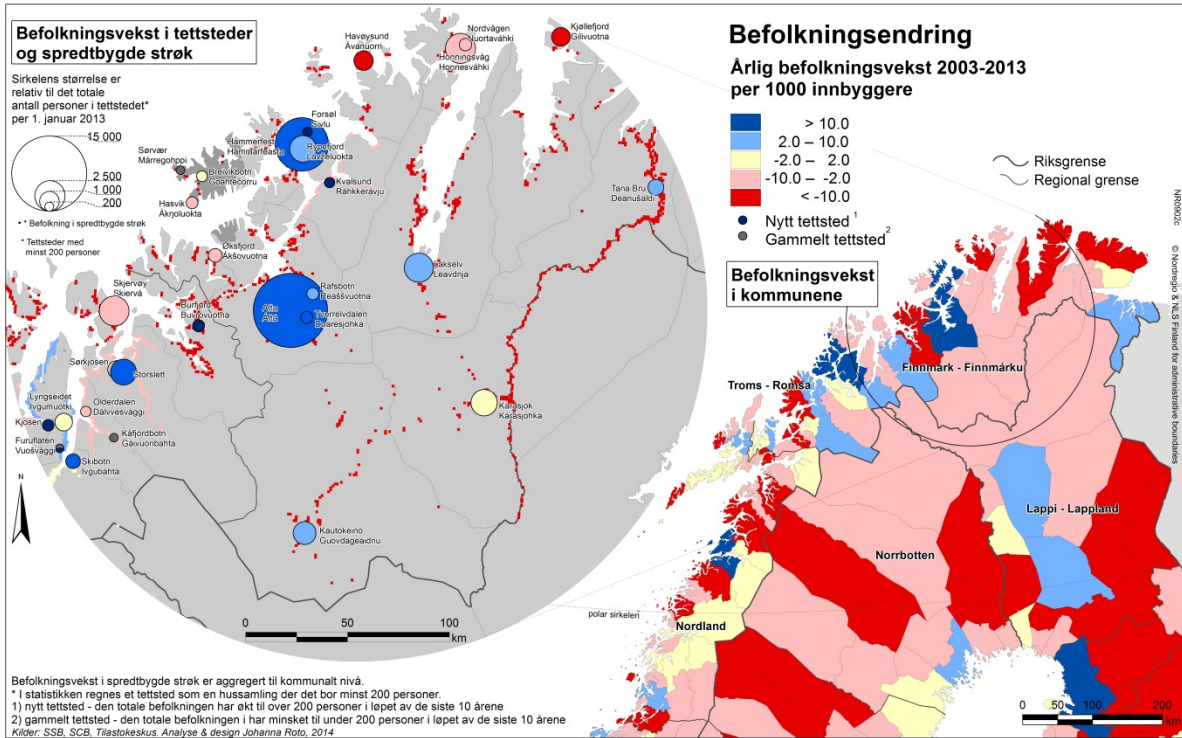 Befolkningsvekst i tettsteder
og spredtbygde strøk
Sirkelens størrelse er
relativ til det totale
antall personer i tettstedet*
per 1. januar 2013
15 000
2 500
1 000
200
* * Befolkning i spredtbygde strøk
* Tettsteder med
minst 200 personer
Havøysund
Ávanuorri
Nordvågen
Nuortaváhki
Honningsvåg
Honnesváhki
Kjøllefjord
Gilivuotna
Forsøl
Sivlu
Hammerfest
Hámmárfeasta
Rypefjord
Lávzeluokta
Sørvær
Márregohppi
Breivikbotn
Goahtečorru
Hasvik
Ákŋoluokta
Kvalsund
Ráhkkerávju
Tana Bru
Deanušaldi
Øksfjord
Ákšovuotna
Lakselv
Leavdnja
Skjervøy
Skiervá
Rafsbotn
Reaššvuotna
Alta
Áltá
Tverrelvdalen
Duaresjohka
Burfjord
Buvrovuotna
Sørkjosen
Storslett
Lyngseidet
Ivgumuotki
Olderdalen
Dálvvesvággi
Kjosen
Kåfjordbotn
Gáivuonbahta
Furuflaten
Vuošvággi
Skibotn
Ivgubahta
Karasjok
Kárášjohka
Kautokeino
Guovdageaidnu
N
0 50 100
km
Befolkningsendring
Årlig befolkningsvekst 2003-2013
per 1000 innbyggere
> 10.0
2.0 – 10.0
-2.0 – 2.0
-10.0 – -2.0
< -10.0
Nytt tettsted 1
Gammelt tettsted 2
Riksgrense
Regional grense
NR0902c
© Nordregio & NLS Finland for administrative boundaries
Befolkningsvekst
i kommunene
Troms - Romsa
Finnmark - Finnmárku
Lappi - Lappland
Norrbotten
Nordland
polar sirkelen
0 50 100 200
km
Befolkningsvekst i spredtbygde strøk er aggregert til kommunalt nivå.
* I statistikken regnes et tettsted som en hussamling der det bor minst 200 personer.
1) nytt tettsted - den totale befolkningen har økt til over 200 personer i løpet av de siste 10 årene
2) gammelt tettsted - den totale befolkningen i har minsket til under 200 personer i løpet av de siste 10 årene
Kilder: SSB, SCB, Tilastokeskus. Analyse & design Johanna Roto, 2014